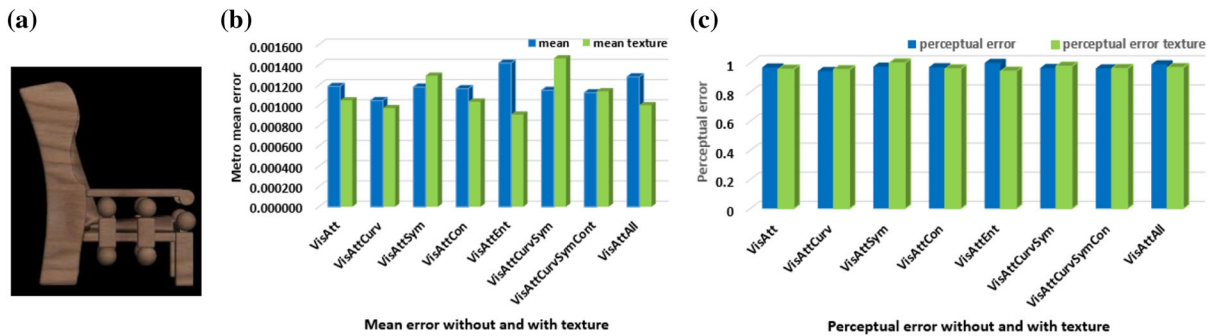 (a)
(b)
mean
mean texture
Metro mean error
0.001600
0.001400
0.001200
0.001000
0.000800
0.000600
0.000400
0.000200
0.000000
VisAtt
VisAttCurv
VisAttSym
VisAttCon
VisAttEnt
VisAttCurvSym
VisAttCurvSymCont
VisAttAll
Mean error without and with texture
(c)
perceptual error
perceptual error texture
Perceptual error
1
0.8
0.6
0.4
0.2
0
VisAtt
VisAttCurv
VisAttSym
VisAttCon
VisAttEnt
VisAttCurvSym
VisAttCurvSymCon
VisAttAll
Perceptual error without and with texture